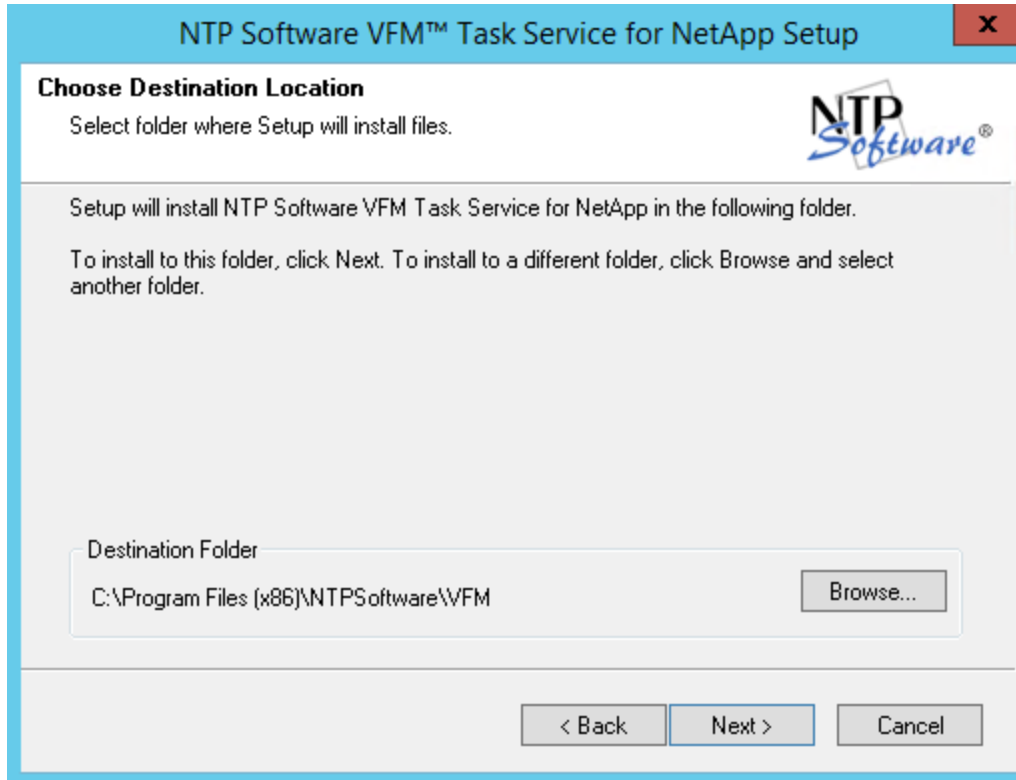 NTP Software VFM™ Task Service for NetApp Setup
x
Choose Destination Location
Select folder where Setup will install files.
NTP
Software®
Setup will install NTP Software VFM Task Service for NetApp in the following folder.
To install to this folder, click Next. To install to a different folder, click Browse and select
another folder.
Destination Folder
C:\Program Files (x86)\NTPSoftware\VFM
Browse...
< Back
Next >
Cancel